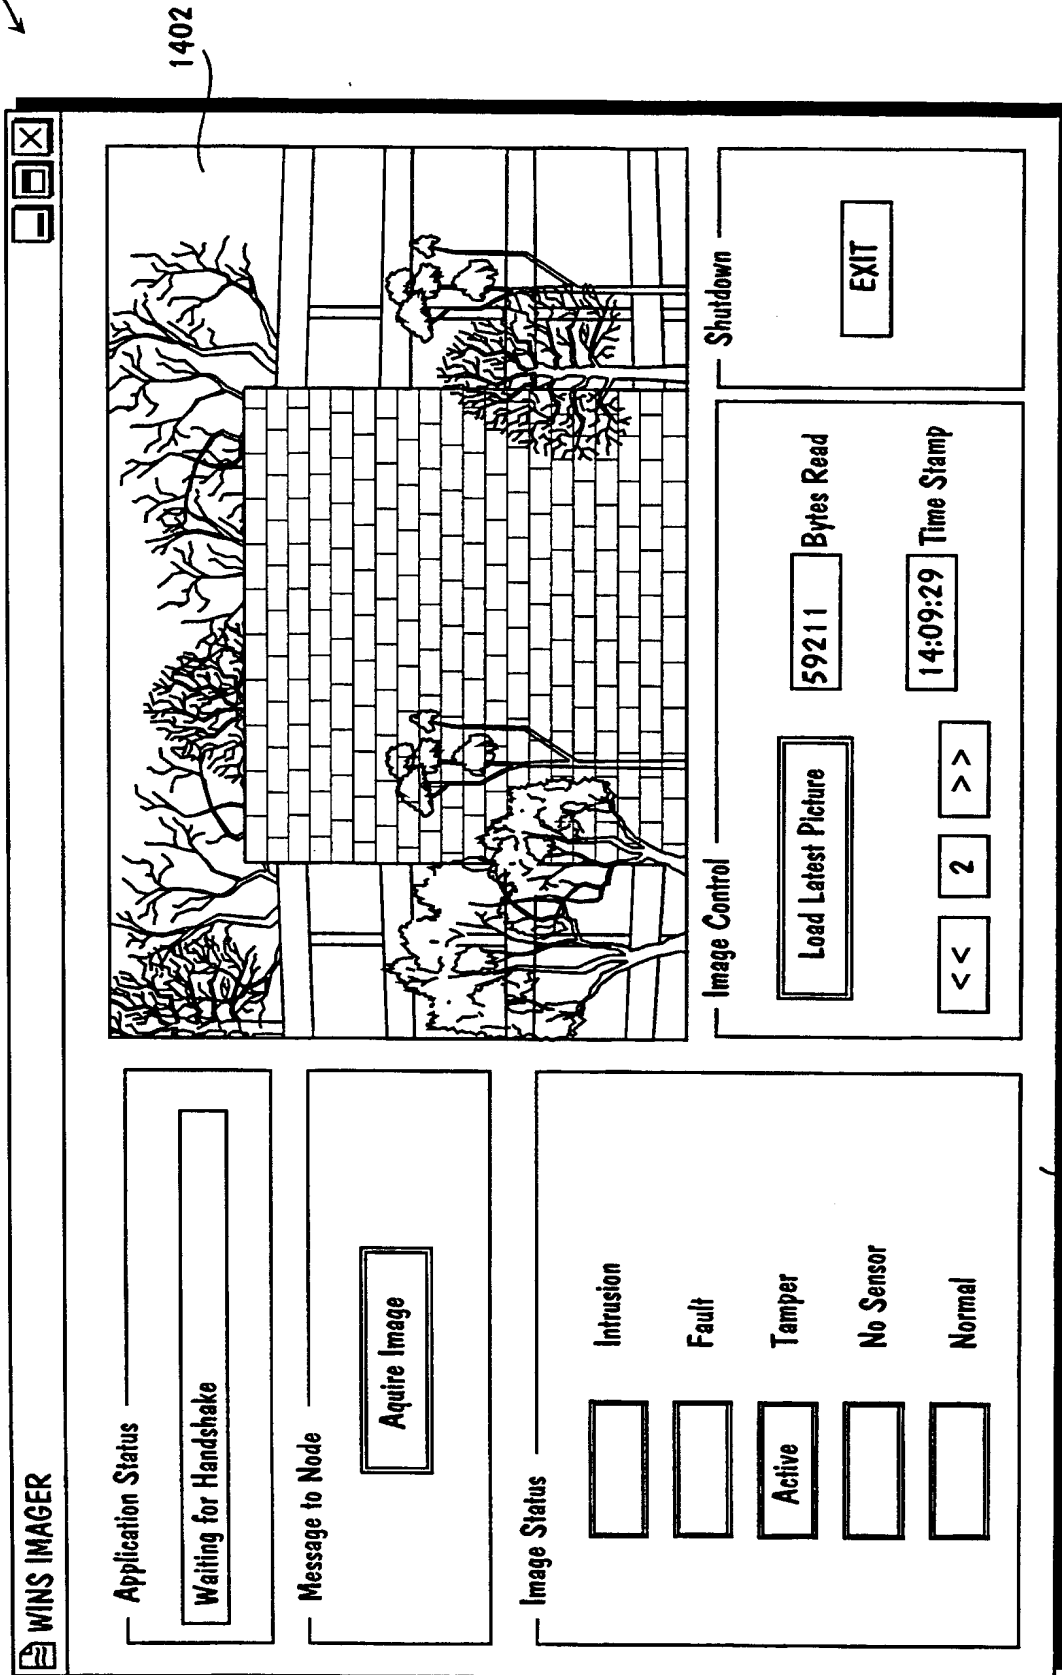 WINS IMAGER
1402
Application Status
Waiting for Handshake
Message to Node
Aquire Image
Image Status
Intrusion
Fault
Active Tamper
No Sensor
Normal
Image Control
Load Latest Picture
59211 Bytes Read
14:09:29 Time Stamp
<< 2 >>
Shutdown
EXIT